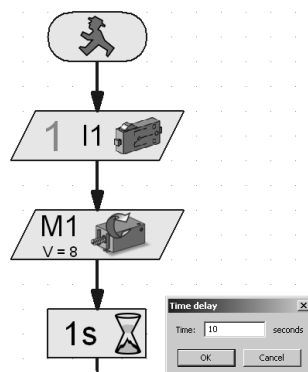 1 I1
M1
V = 8
1s
Time delay x
Time: 10 seconds
OK Cancel